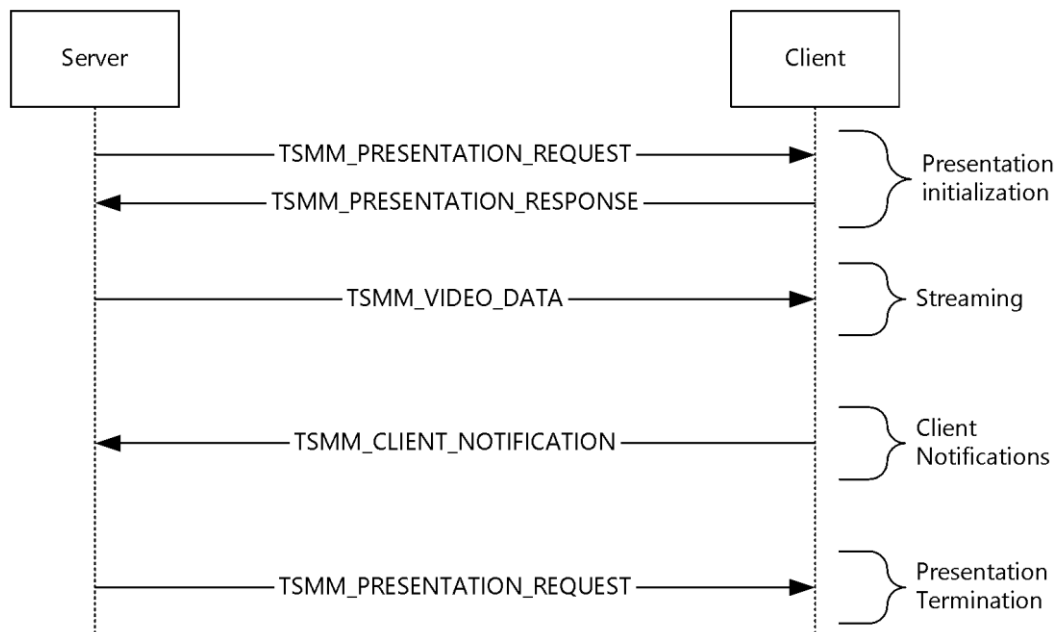 Server
Client
TSMM_PRESENTATION_REQUEST
Presentation
initialization
TSMM_PRESENTATION_RESPONSE
TSMM_VIDEO_DATA
Streaming
TSMM_CLIENT_NOTIFICATION
Client
Notifications
TSMM_PRESENTATION_REQUEST
Presentation
Termination